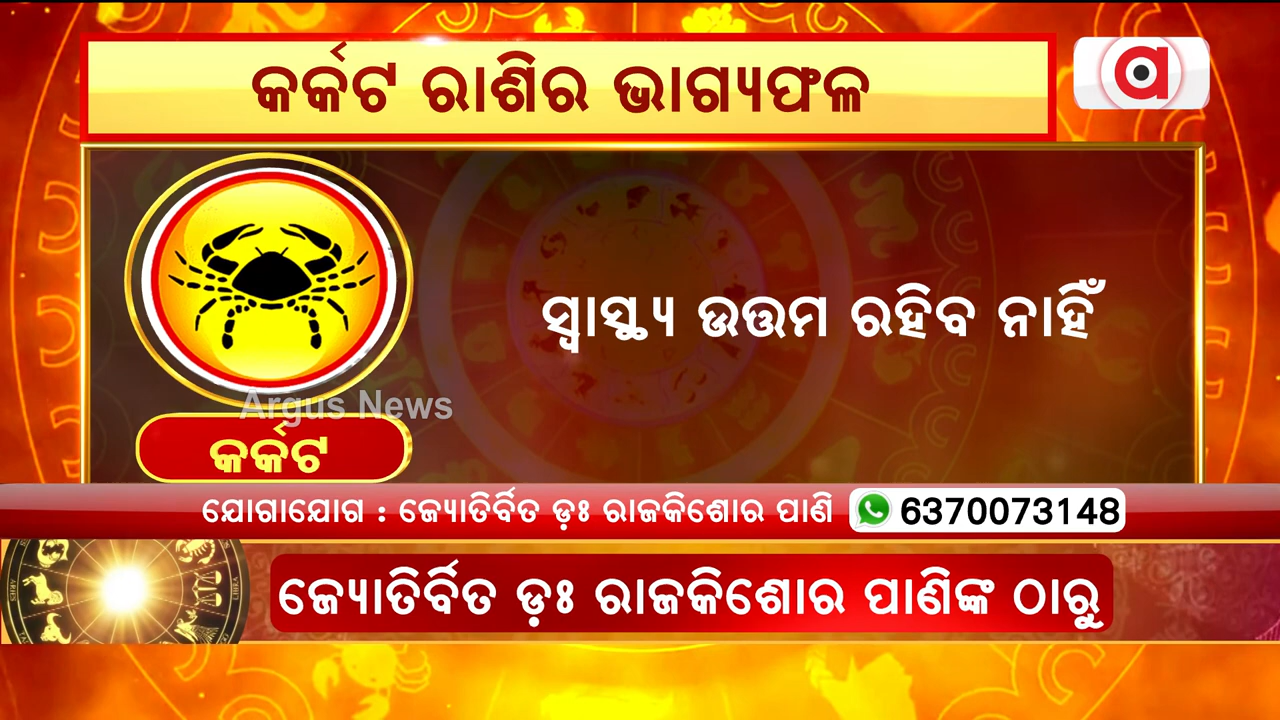 କର୍କଟ ରାଶିର ଭାଗ୍ୟଫଳ
a
ସ୍ୱାସ୍ଥ୍ୟ ଉତ୍ତମ ରହିବ ନାହିଁ
Argus News
କର୍କଟ
ଯୋଗାଯୋଗ : ଜ୍ୟୋତିର୍ବିତ ଡ଼ଃ ରାଜକିଶୋର ପାଣି 6370073148
ଜ୍ୟୋତିର୍ବିତ ଡ଼ଃ ରାଜକିଶୋର ପାଣିଙ୍କ ଠାରୁ